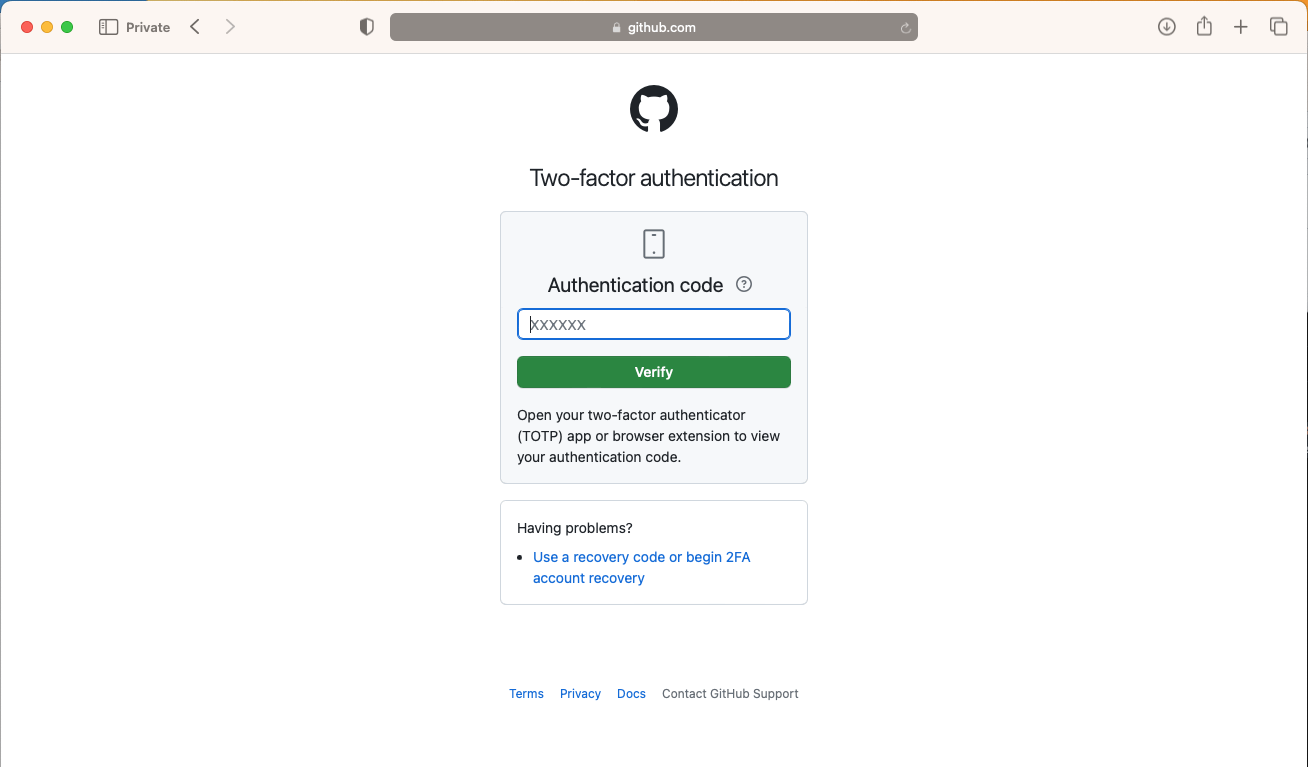 Private
github.com
Two-factor authentication
Authentication code
XXXXXX
Verify
Open your two-factor authenticator
(TOTP) app or browser extension to view
your authentication code.
Having problems?
• Use a recovery code or begin 2FA
account recovery
Terms Privacy Docs Contact GitHub Support